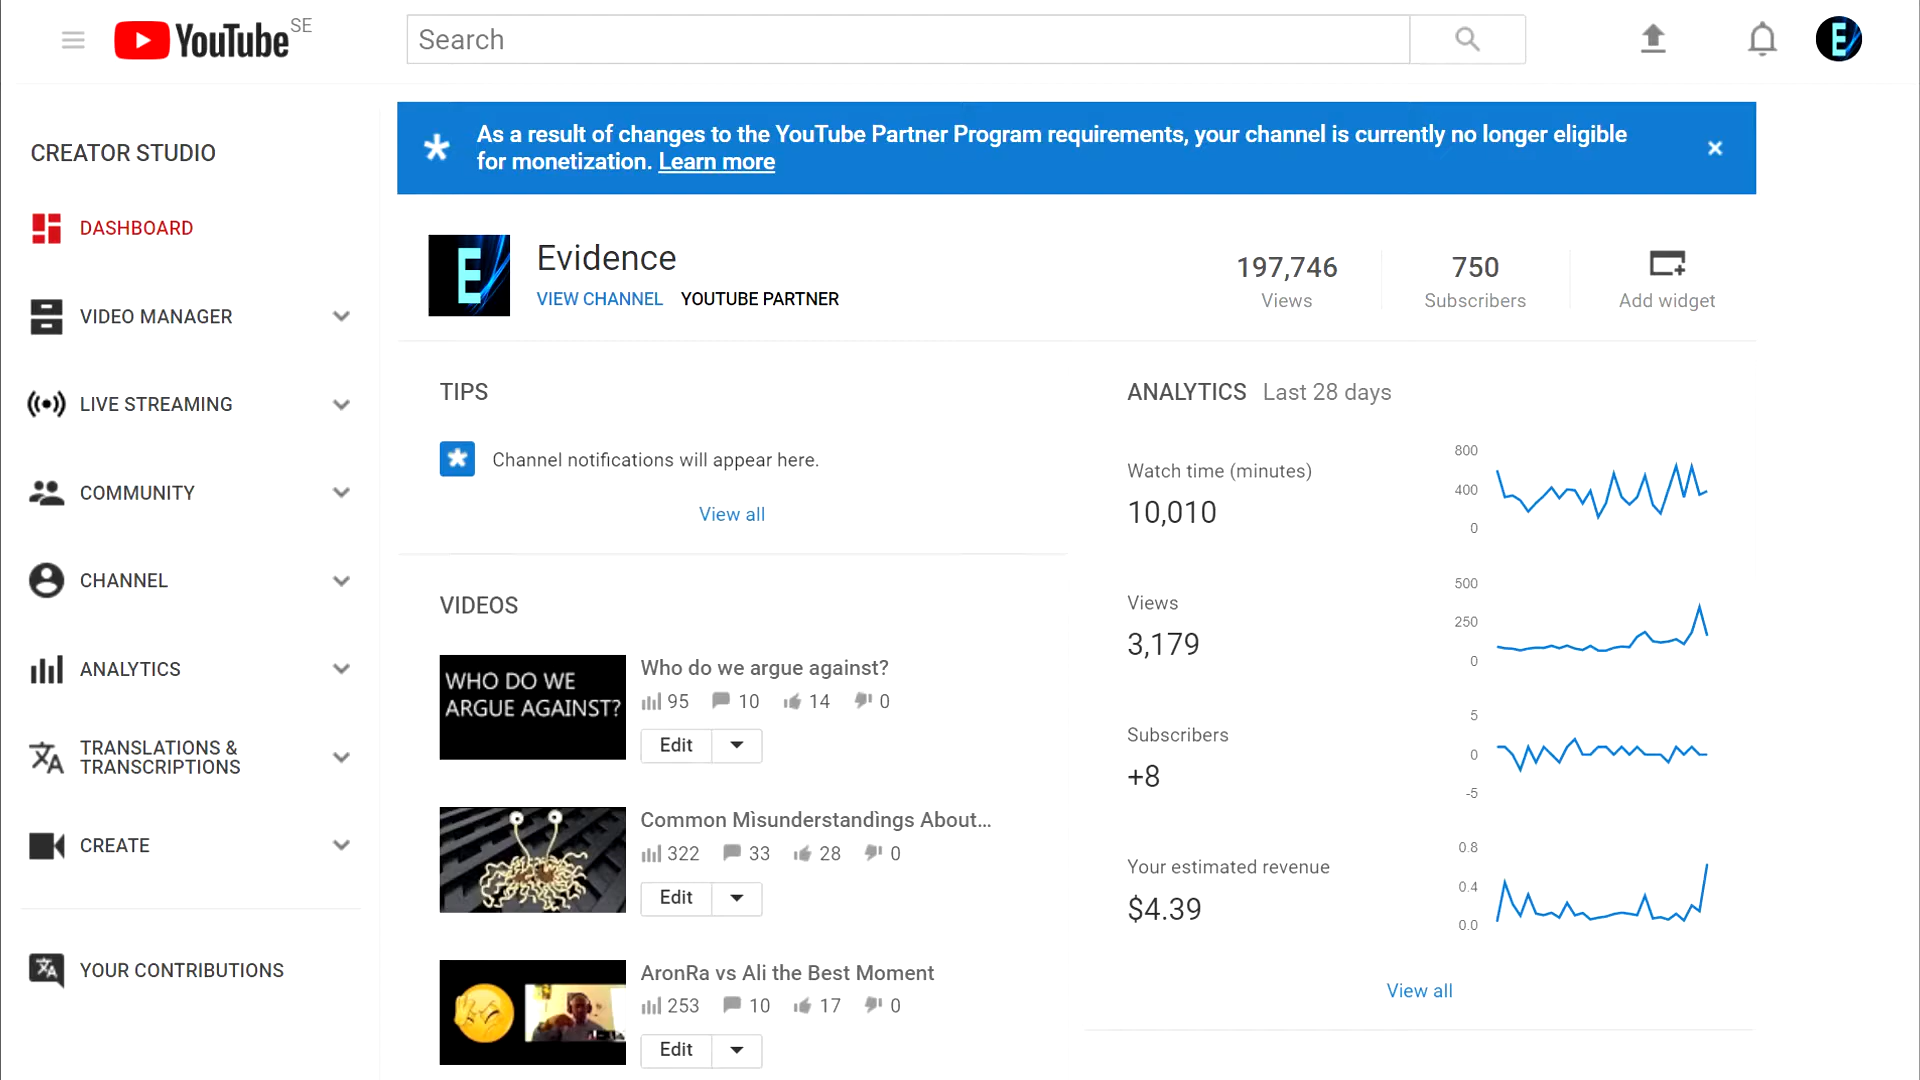 YouTube SE
Search
E
As a result of changes to the YouTube Partner Program requirements, your channel is currently no longer eligible
for monetization. Learn more
CREATOR STUDIO
DASHBOARD
VIDEO MANAGER
LIVE STREAMING
COMMUNITY
CHANNEL
ANALYTICS
TRANSLATIONS &
TRANSCRIPTIONS
CREATE
YOUR CONTRIBUTIONS
E
Evidence
VIEW CHANNEL YOUTUBE PARTNER
197,746
Views
750
Subscribers
Add widget
TIPS
Channel notifications will appear here.
View all
VIDEOS
WHO DO WE
ARGUE AGAINST?
Who do we argue against?
95 10 14 0
Edit
Common Mìsunderstandìngs About...
322 33 28 0
Edit
AronRa vs Ali the Best Moment
253 10 17 0
Edit
ANALYTICS Last 28 days
Watch time (minutes)
10,010
800
400
0
Views
3,179
500
250
0
Subscribers
+8
5
0
-5
Your estimated revenue
$4.39
0.8
0.4
0.0
View all